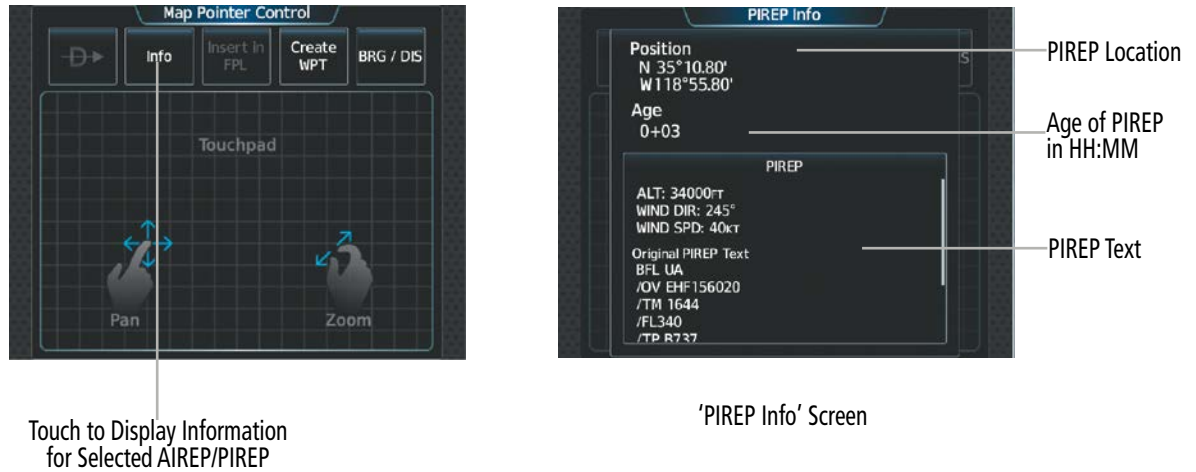 Map Pointer Control
Info
Insert in
FPL
Create
WPT
BRG / DIS
Touchpad
Pan
Zoom
Touch to Display Information
for Selected AIREP/PIREP
PIREP Info
Position
N 35°10.80'
W118°55.80'
Age
0+03
PIREP
ALT: 34000FT
WIND DIR: 245°
WIND SPD: 40KT
Original PIREP Text
BFL UA
/OV EHF156020
/TM 1644
/FL340
/TP B737
PIREP Location
Age of PIREP
in HH:MM
PIREP Text
'PIREP Info' Screen